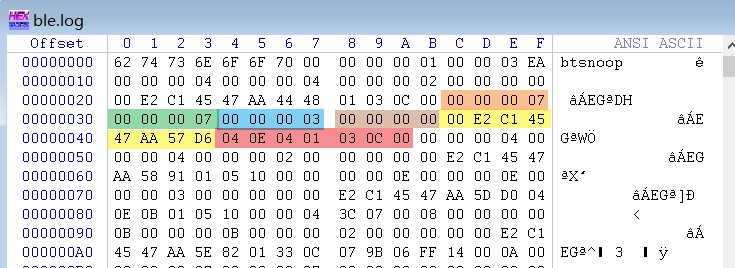 ble.log
Offset 0 1 2 3 4 5 6 7 8 9 A B C D E F ANSI ASCII
00000000 62 74 73 6E 6F 6F 70 00 00 00 00 01 00 00 03 EA btsnoop ê
00000010 00 00 00 04 00 00 00 04 00 00 00 02 00 00 00 00
00000020 00 E2 C1 45 47 AA 44 48 01 03 0C 00 00 00 00 07 âÁEGªDH
00000030 00 00 00 07 00 00 00 03 00 00 00 00 00 E2 C1 45 âÁE
00000040 47 AA 57 D6 04 0E 04 01 03 0C 00 00 00 00 04 00 GªWÖ
00000050 00 00 04 00 00 00 02 00 00 00 00 00 E2 C1 45 47 âÁEG
00000060 AA 58 91 01 05 10 00 00 00 0E 00 00 00 0E 00 00 ªX‘
00000070 00 00 03 00 00 00 00 00 E2 C1 45 47 AA 5D D0 04 âÁEGª]Ð
00000080 0E 0B 01 05 10 00 00 04 3C 07 00 08 00 00 00 00 <
00000090 00 0B 00 00 00 0B 00 00 00 02 00 00 00 00 E2 C1 âÁ
000000A0 45 47 AA 5E 82 01 33 0C 07 9B 06 FF 14 00 0A 00 EGª^ 3 ÿ